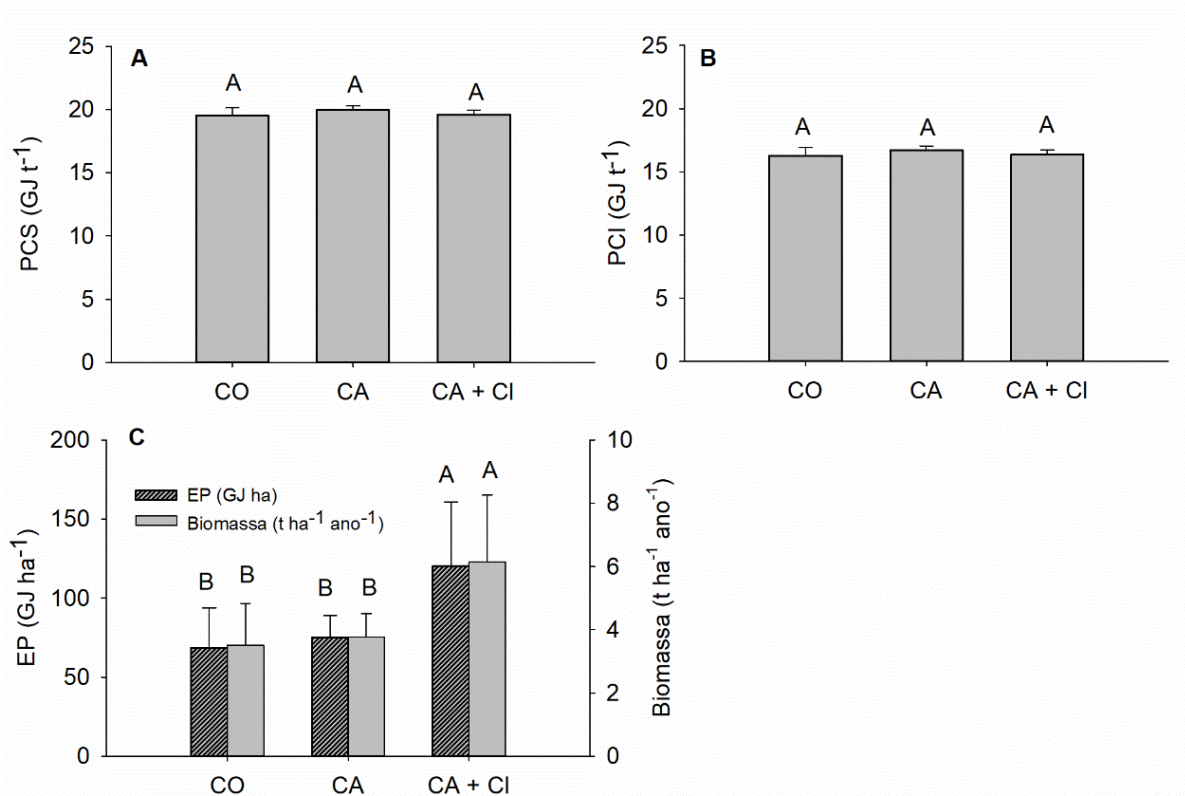 A
25
20
15
10
5
0
PCS (GJ t⁻¹)
A
A
A
CO
CA
CA + CI
B
25
20
15
10
5
0
PCI (GJ t⁻¹)
A
A
A
CO
CA
CA + CI
C
200
150
100
50
0
EP (GJ ha⁻¹)
EP (GJ ha)
Biomassa (t ha⁻¹ ano⁻¹)
B
B
B
B
A
A
10
8
6
4
2
0
Biomassa (t ha⁻¹ ano⁻¹)
CO
CA
CA + CI